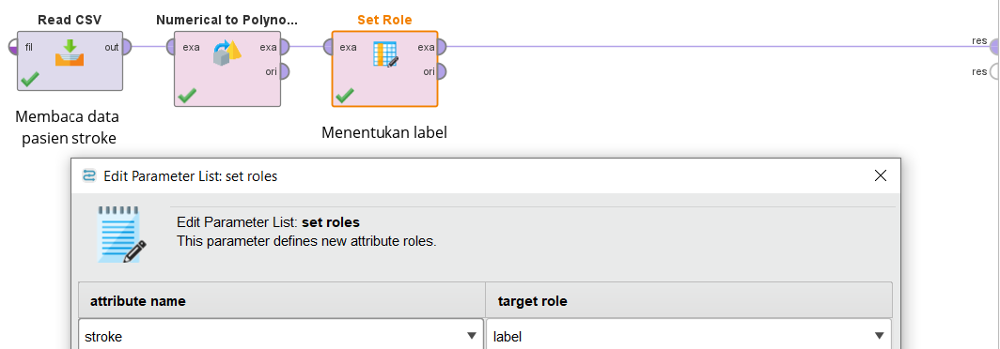 Read CSV
Numerical to Polyno...
Set Role
fil
out
exa
exa
ori
exa
exa
ori
res
res
Membaca data
pasien stroke
Menentukan label
Edit Parameter List: set roles
Edit Parameter List: set roles
This parameter defines new attribute roles.
attribute name
target role
stroke
label